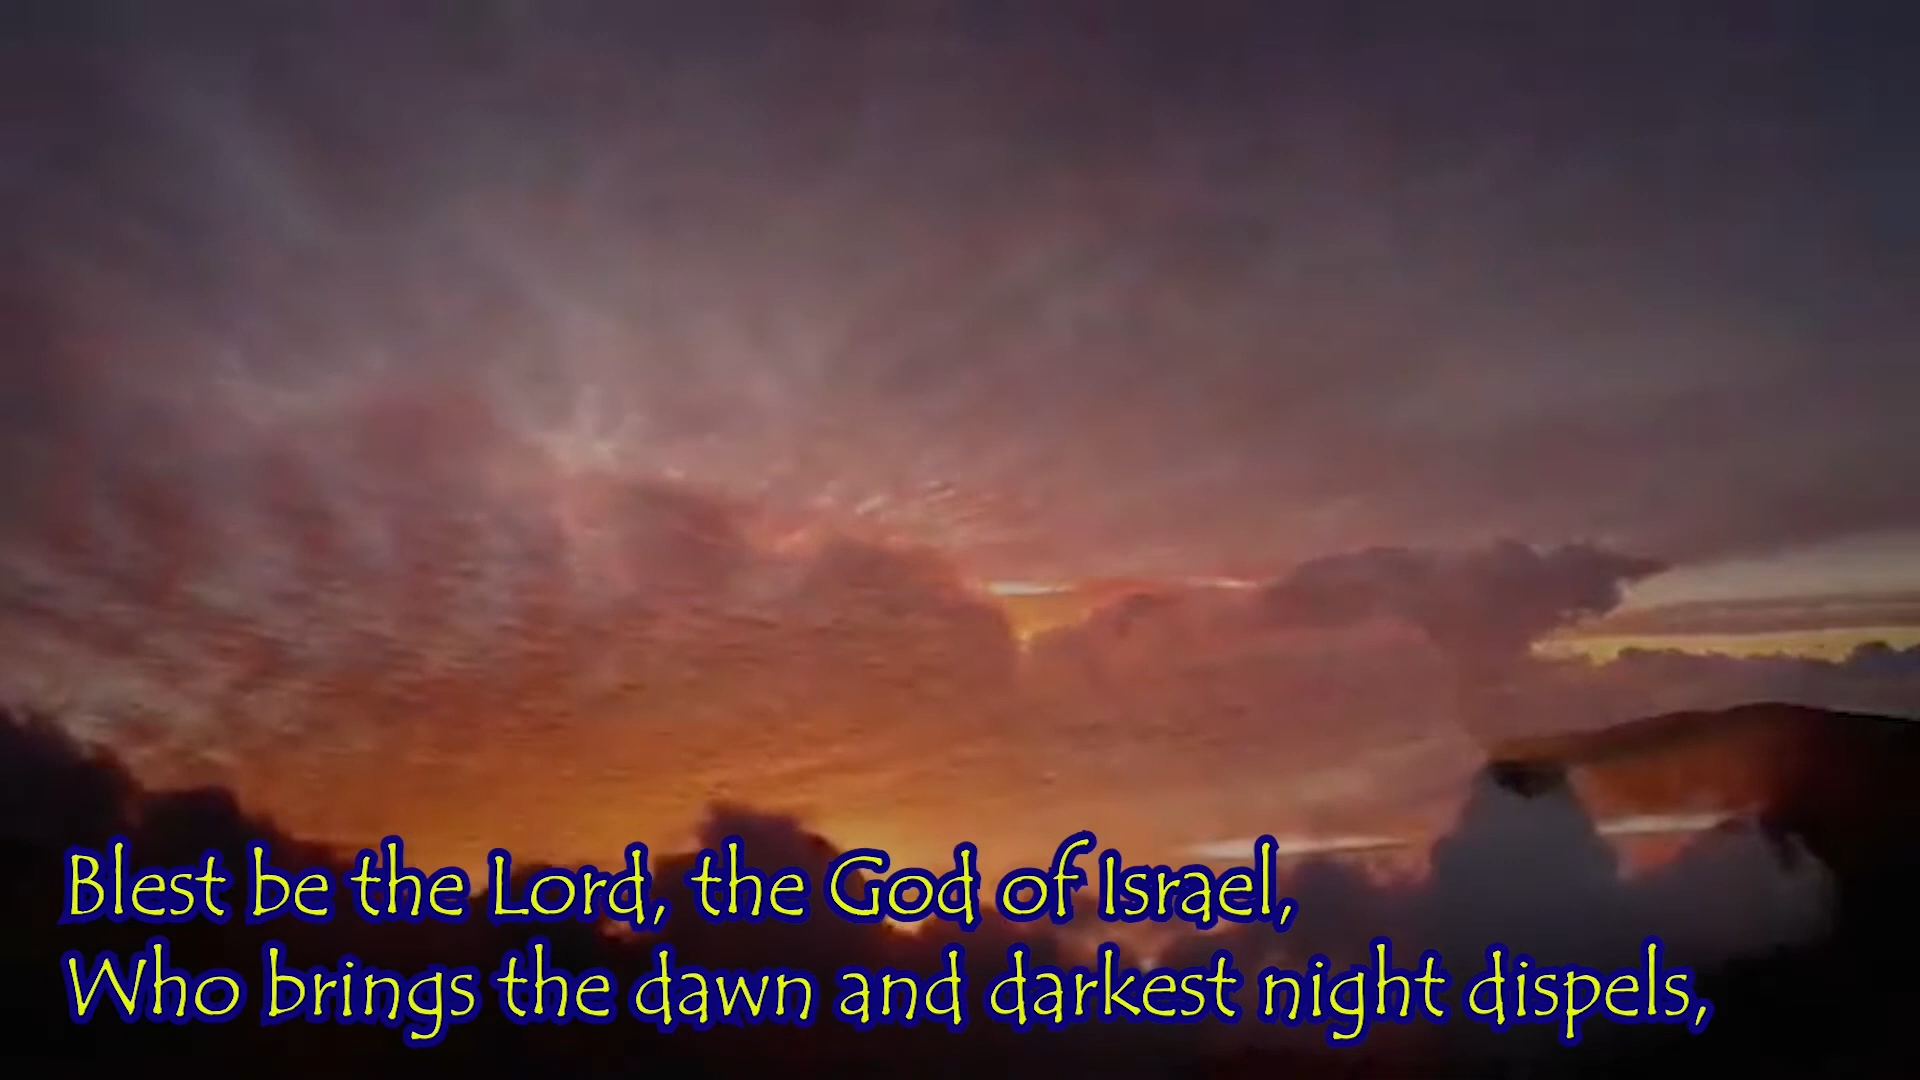 Blest be the Lord, the God of Israel,
Who brings the dawn and darkest night dispels,